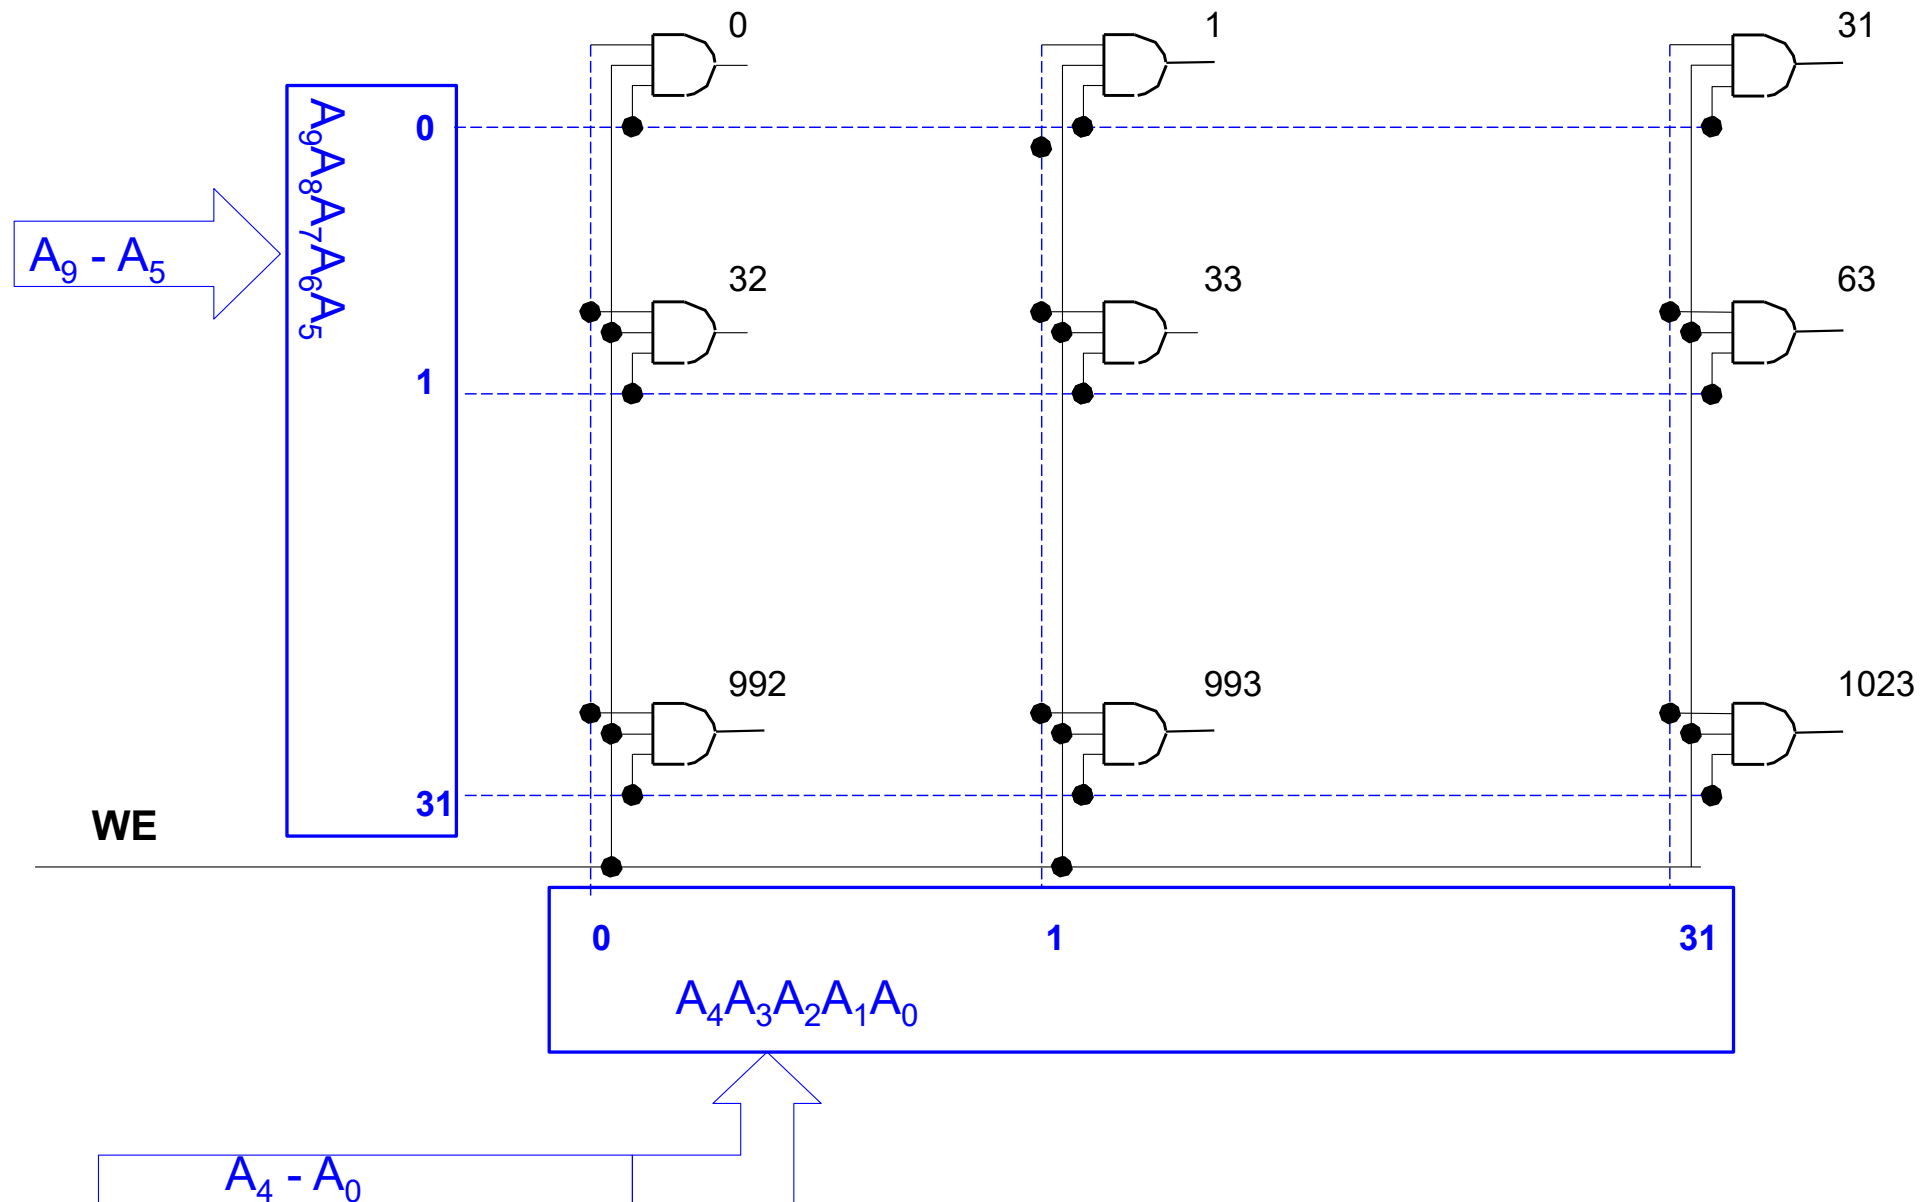 0 1 31
0
A₉A₈A₇A₆A₅
A₉ - A₅
32 33 63
1
992 993 1023
31
WE
0 1 31
A₄A₃A₂A₁A₀
A₄ - A₀